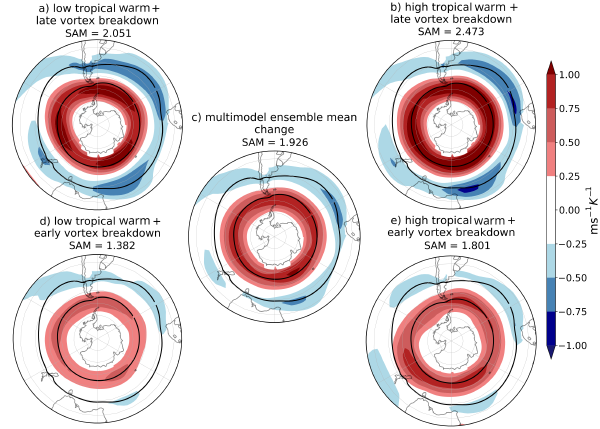 a) low tropical warm +
late vortex breakdown
SAM = 2.051
b) high tropical warm +
late vortex breakdown
SAM = 2.473
c) multimodel ensemble mean
change
SAM = 1.926
d) low tropical warm +
early vortex breakdown
SAM = 1.382
e) high tropical warm +
early vortex breakdown
SAM = 1.801
1.00
0.75
0.50
0.25
0.00
−0.25
−0.50
−0.75
−1.00
ms⁻¹K⁻¹